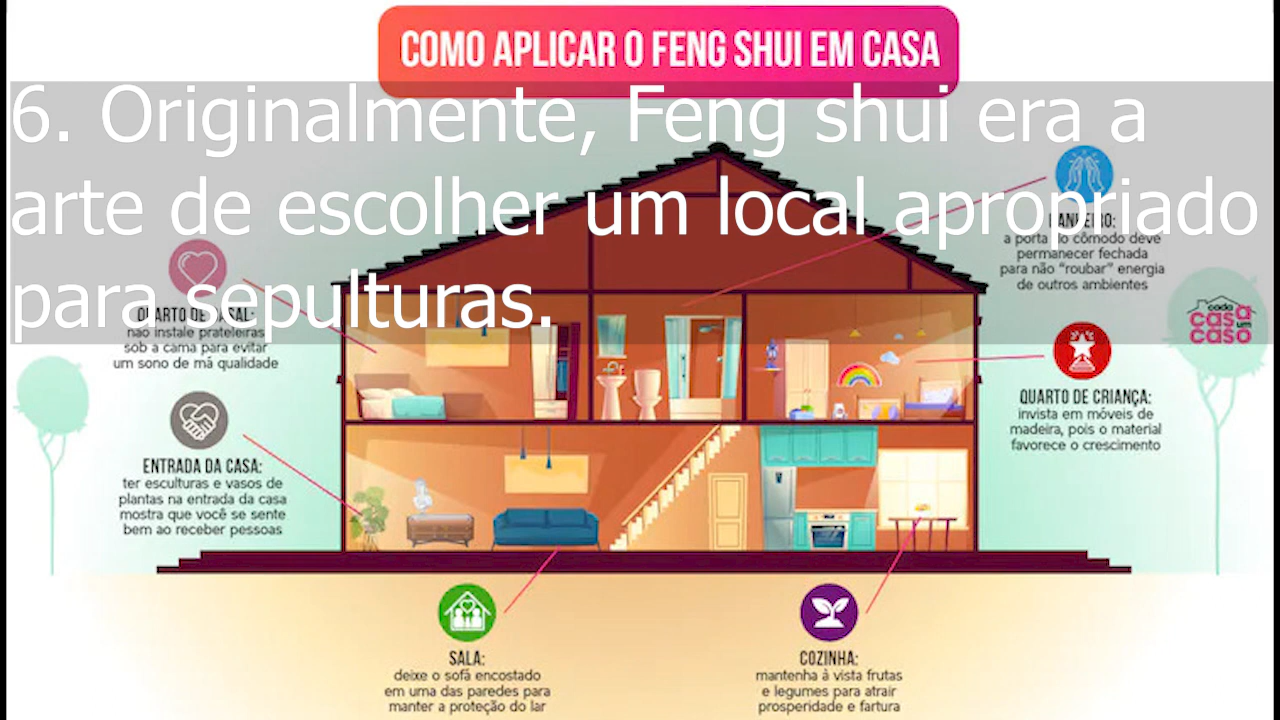 COMO APLICAR O FENG SHUI EM CASA
6. Originalmente, Feng shui era a
arte de escolher um local apropriado
para sepulturas.
QUARTO DE CASAL:
não instale prateleiras
sob a cama para evitar
um sono de má qualidade
ENTRADA DA CASA:
ter esculturas e vasos de
plantas na entrada da casa
mostra que você se sente
bem ao receber pessoas
BANHEIRO:
a porta do cômodo deve
permanecer fechada
para não “roubar” energia
de outros ambientes
cada
casa um
caso
QUARTO DE CRIANÇA:
invista em móveis de
madeira, pois o material
favorece o crescimento
SALA:
deixe o sofá encostado
em uma das paredes para
manter a proteção do lar
COZINHA:
mantenha à vista frutas
e legumes para atrair
prosperidade e fartura